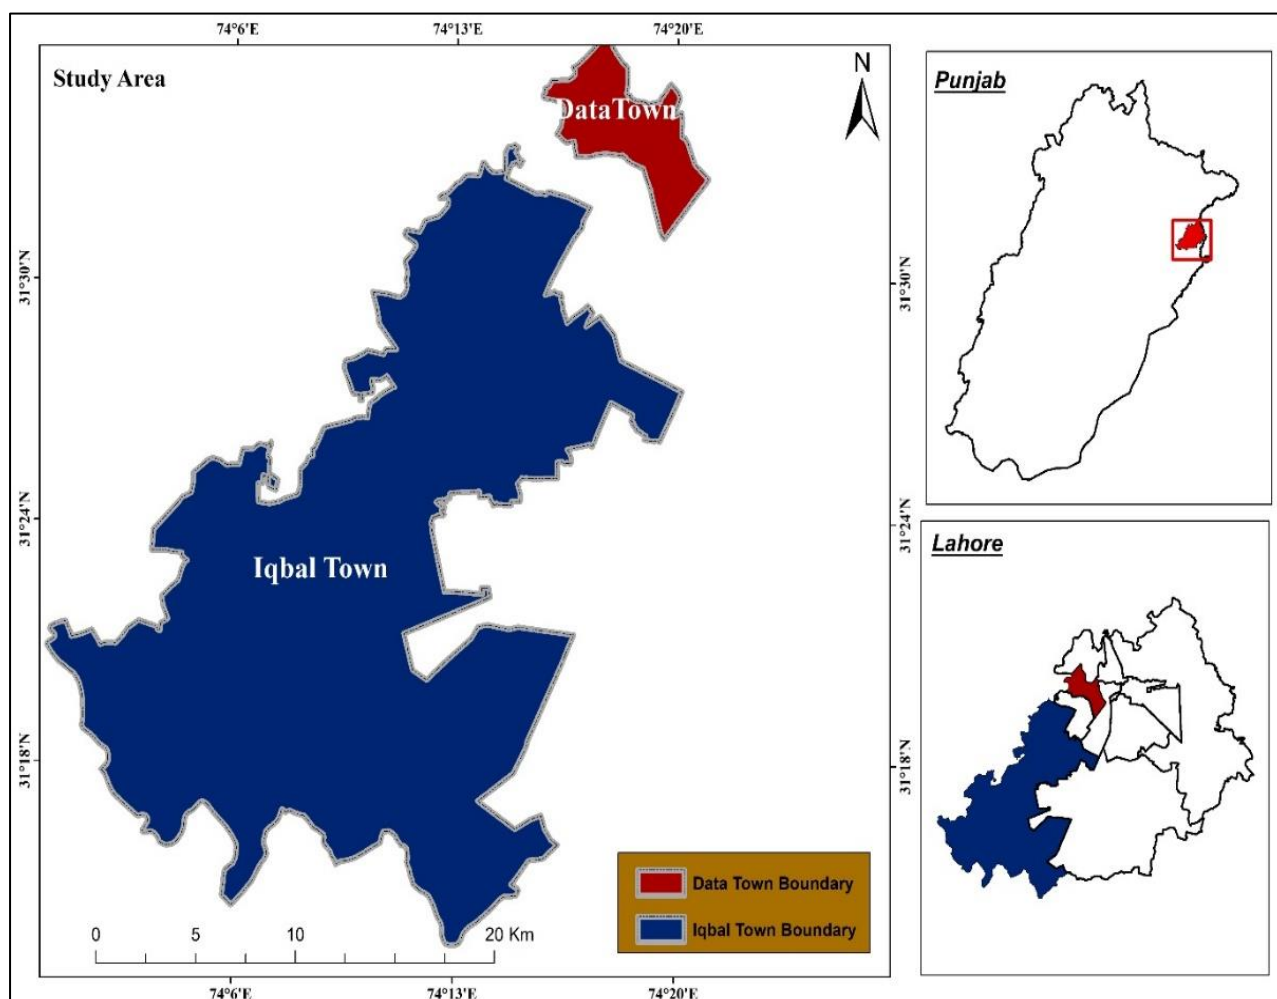 74°6'E
74°13'E
74°20'E
Study Area
N
Data Town
Iqbal Town
31°30'N
31°24'N
31°18'N
31°30'N
31°24'N
31°18'N
Data Town Boundary
Iqbal Town Boundary
0 5 10 20 Km
74°6'E
74°13'E
74°20'E
Punjab
Lahore